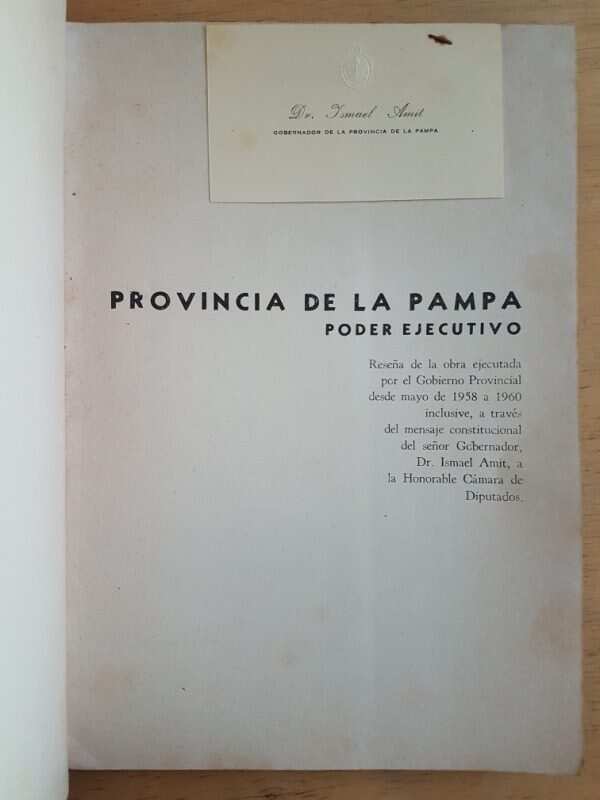 Dr. Ismael Amit
GOBERNADOR DE LA PROVINCIA DE LA PAMPA
PROVINCIA DE LA PAMPA
PODER EJECUTIVO
Reseña de la obra ejecutada
por el Gobierno Provincial
desde mayo de 1958 a 1960
inclusive, a través
del mensaje constitucional
del señor Gobernador,
Dr. Ismael Amit, a
la Honorable Cámara de
Diputados.